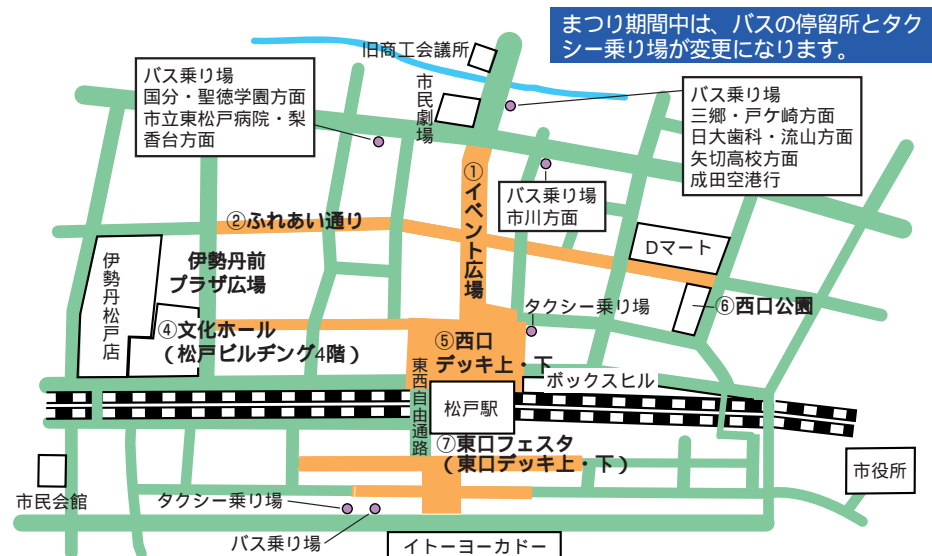 まつり期間中は、バスの停留所とタク
シー乗り場が変更になります。
旧商工会議所
市民劇場
バス乗り場
国分・聖徳学園方面
市立東松戸病院・梨
香台方面
バス乗り場
三郷・戸ケ崎方面
日大歯科・流山方面
矢切高校方面
成田空港行
バス乗り場
市川方面
①イベント広場
②ふれあい通り
Dマート
伊勢丹松戸店
伊勢丹前
プラザ広場
タクシー乗り場
⑥西口公園
④文化ホール
（松戸ビルヂング4階）
⑤西口
デッキ上・下
東西自由通路
ボックスヒル
松戸駅
⑦東口フェスタ
（東口デッキ上・下）
市役所
市民会館
タクシー乗り場
バス乗り場
イトーヨーカドー